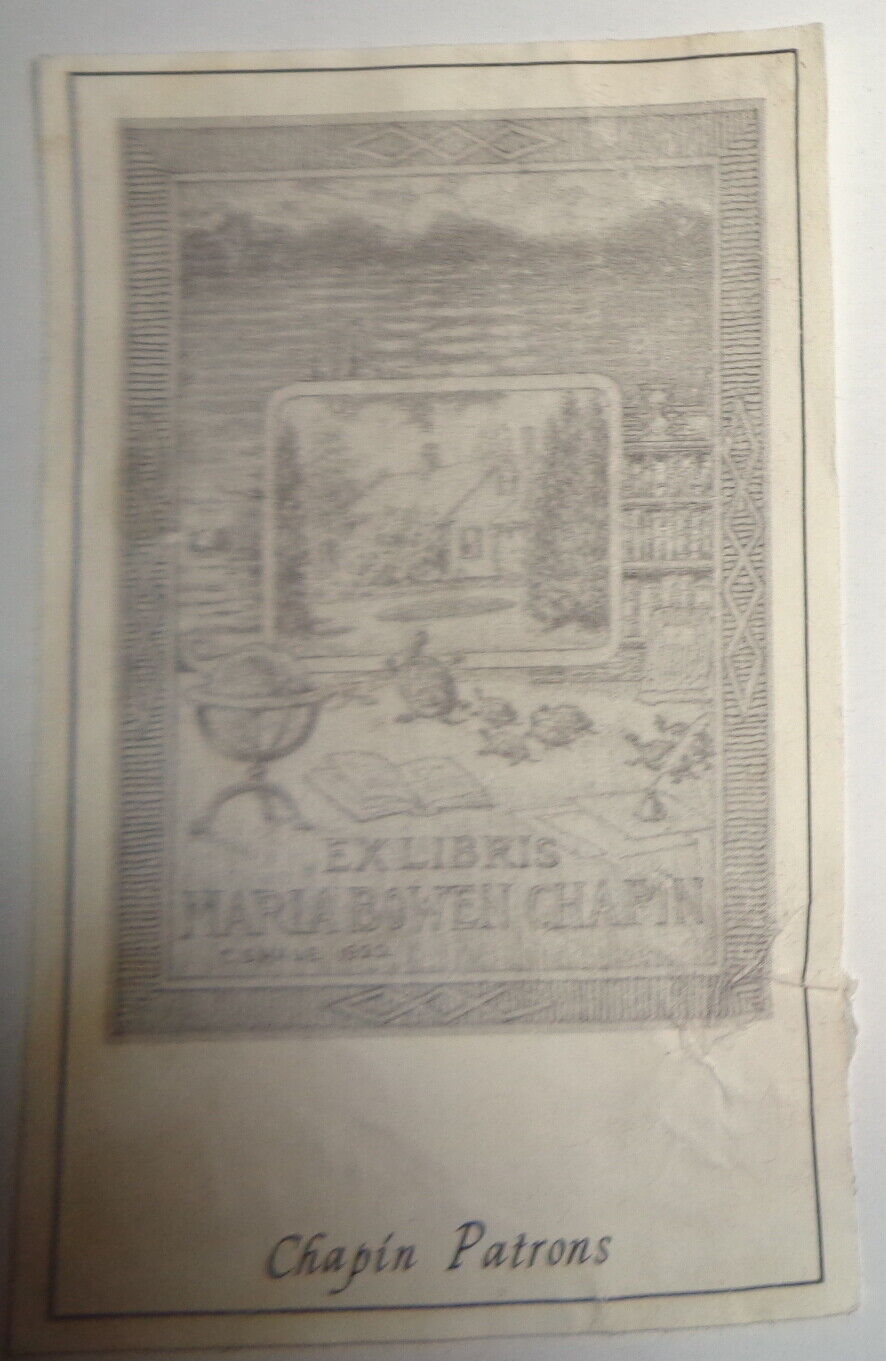 EX LIBRIS
MARIA BOWEN CHAPIN
Chapin Patrons